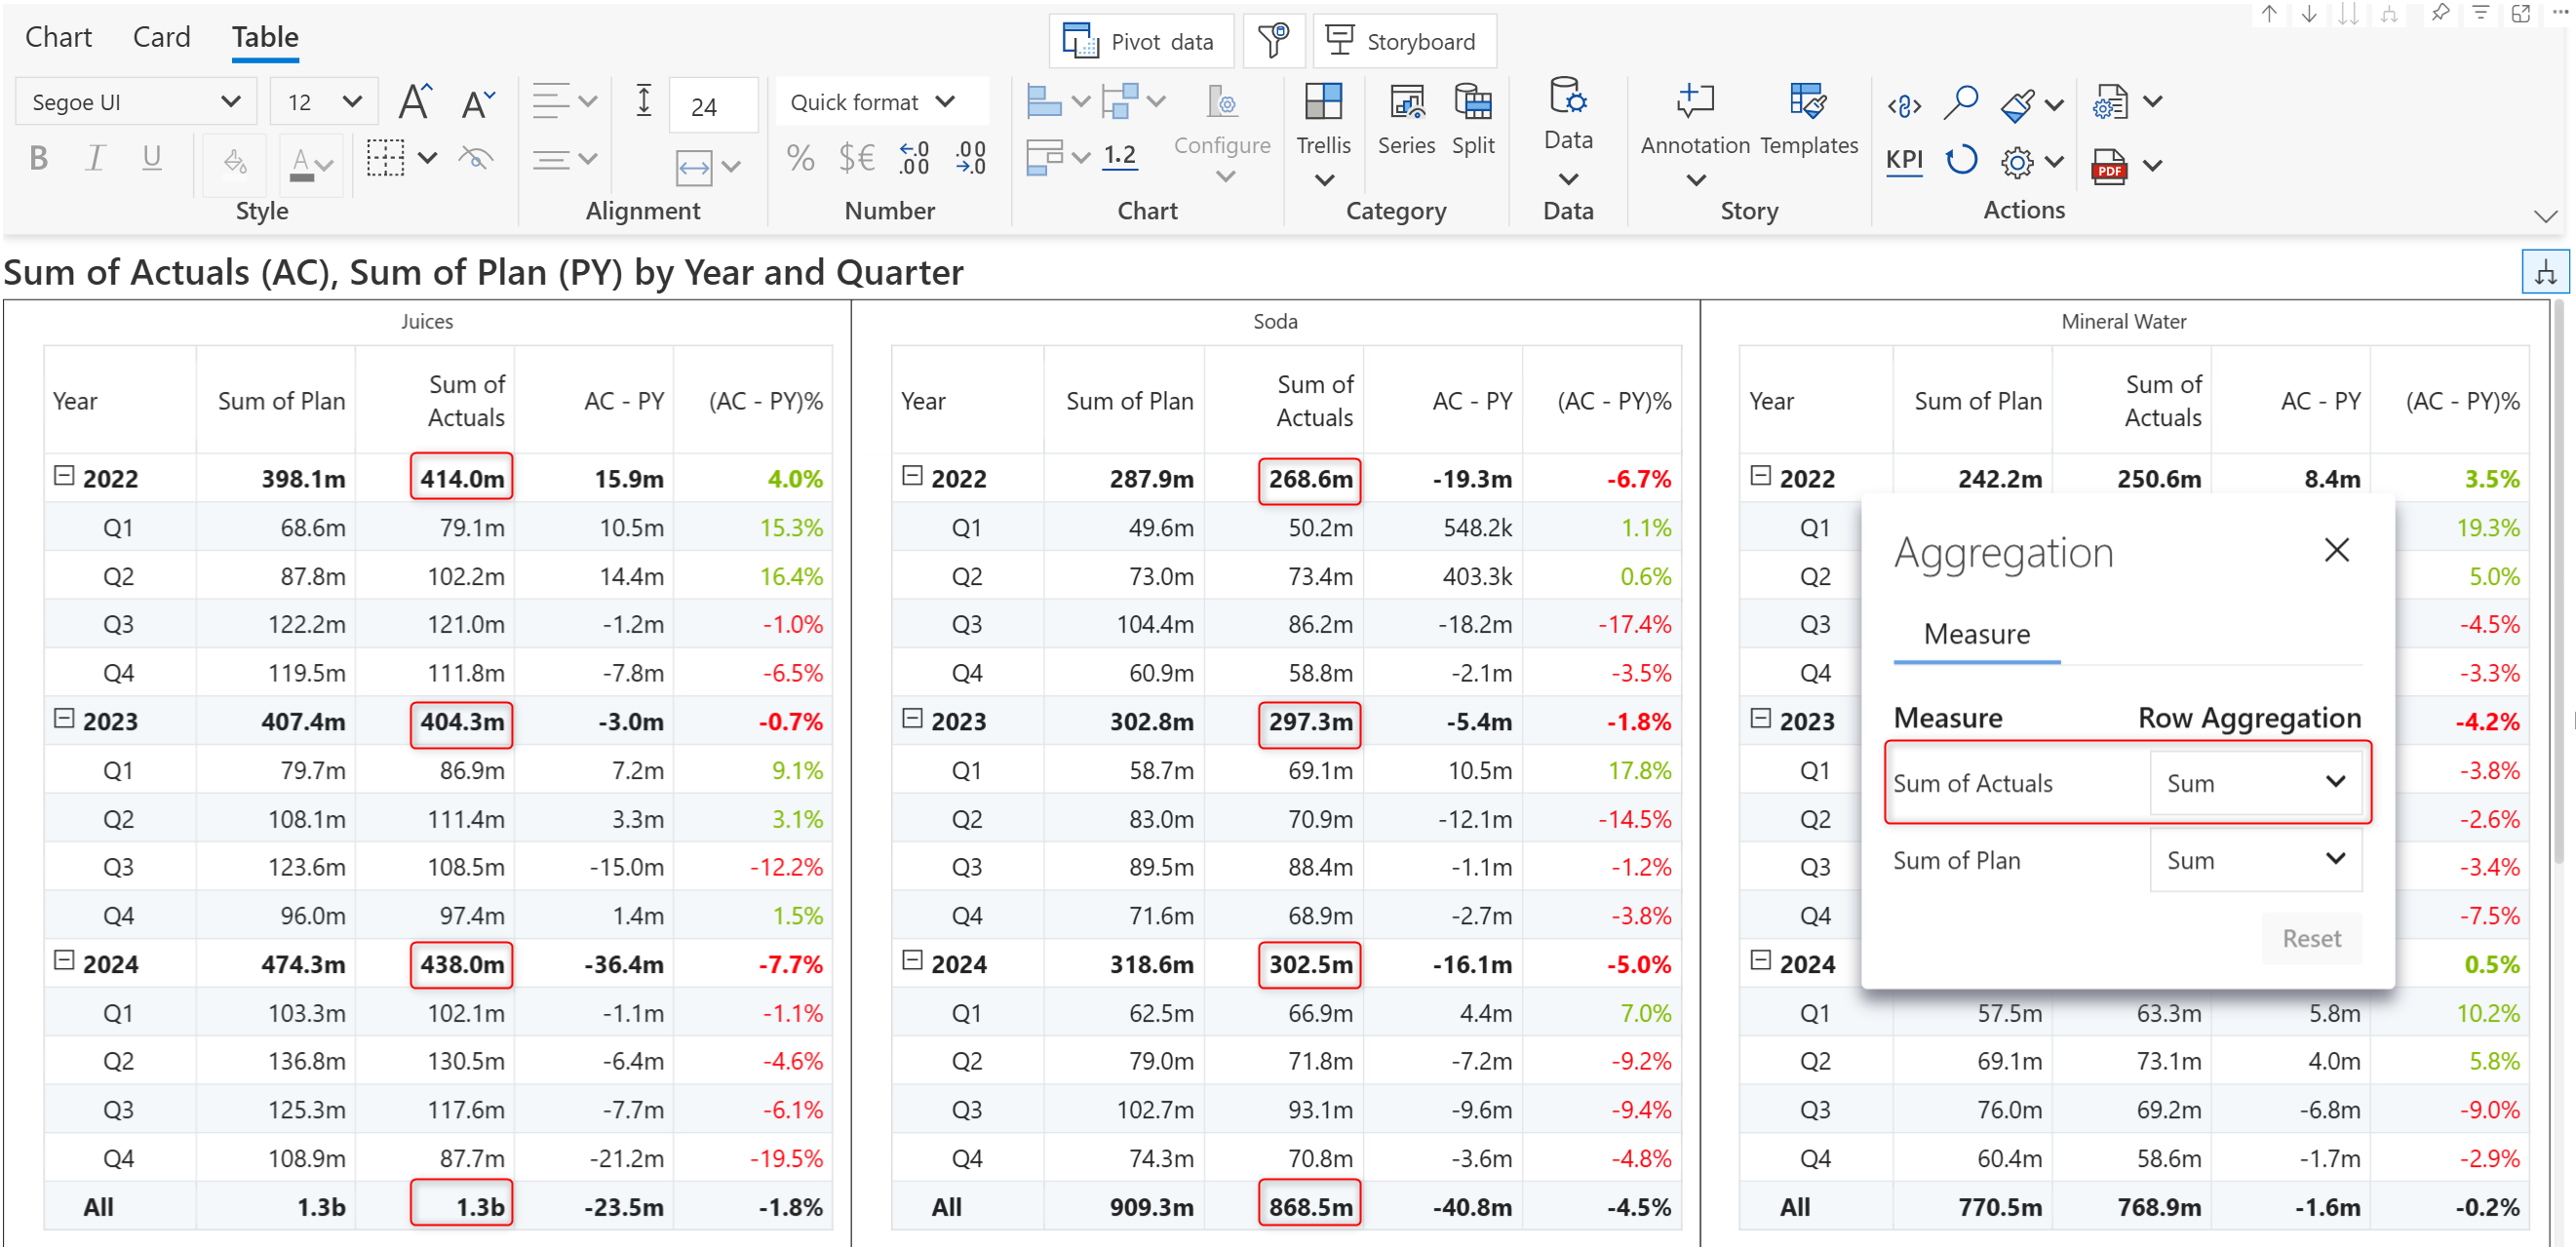 Chart Card Table
Pivot data Storyboard
Segoe UI 12 24 Quick format
Configure Trellis Series Split Data Annotation Templates
B I U A % $€ .0 .00 .00 .0 1.2 KPI PDF
Style Alignment Number Chart Category Data Story Actions
Sum of Actuals (AC), Sum of Plan (PY) by Year and Quarter
Juices
Year Sum of Plan Sum of Actuals AC - PY (AC - PY)%
2022 398.1m 414.0m 15.9m 4.0%
Q1 68.6m 79.1m 10.5m 15.3%
Q2 87.8m 102.2m 14.4m 16.4%
Q3 122.2m 121.0m -1.2m -1.0%
Q4 119.5m 111.8m -7.8m -6.5%
2023 407.4m 404.3m -3.0m -0.7%
Q1 79.7m 86.9m 7.2m 9.1%
Q2 108.1m 111.4m 3.3m 3.1%
Q3 123.6m 108.5m -15.0m -12.2%
Q4 96.0m 97.4m 1.4m 1.5%
2024 474.3m 438.0m -36.4m -7.7%
Q1 103.3m 102.1m -1.1m -1.1%
Q2 136.8m 130.5m -6.4m -4.6%
Q3 125.3m 117.6m -7.7m -6.1%
Q4 108.9m 87.7m -21.2m -19.5%
All 1.3b 1.3b -23.5m -1.8%
Soda
Year Sum of Plan Sum of Actuals AC - PY (AC - PY)%
2022 287.9m 268.6m -19.3m -6.7%
Q1 49.6m 50.2m 548.2k 1.1%
Q2 73.0m 73.4m 403.3k 0.6%
Q3 104.4m 86.2m -18.2m -17.4%
Q4 60.9m 58.8m -2.1m -3.5%
2023 302.8m 297.3m -5.4m -1.8%
Q1 58.7m 69.1m 10.5m 17.8%
Q2 83.0m 70.9m -12.1m -14.5%
Q3 89.5m 88.4m -1.1m -1.2%
Q4 71.6m 68.9m -2.7m -3.8%
2024 318.6m 302.5m -16.1m -5.0%
Q1 62.5m 66.9m 4.4m 7.0%
Q2 79.0m 71.8m -7.2m -9.2%
Q3 102.7m 93.1m -9.6m -9.4%
Q4 74.3m 70.8m -3.6m -4.8%
All 909.3m 868.5m -40.8m -4.5%
Mineral Water
Year Sum of Plan Sum of Actuals AC - PY (AC - PY)%
2022 242.2m 250.6m 8.4m 3.5%
Q1 19.3%
Q2 5.0%
Q3 -4.5%
Q4 -3.3%
2023 -4.2%
Q1 -3.8%
Q2 -2.6%
Q3 -3.4%
Q4 -7.5%
2024 0.5%
Q1 57.5m 63.3m 5.8m 10.2%
Q2 69.1m 73.1m 4.0m 5.8%
Q3 76.0m 69.2m -6.8m -9.0%
Q4 60.4m 58.6m -1.7m -2.9%
All 770.5m 768.9m -1.6m -0.2%
Aggregation
Measure
Measure Row Aggregation
Sum of Actuals Sum
Sum of Plan Sum
Reset